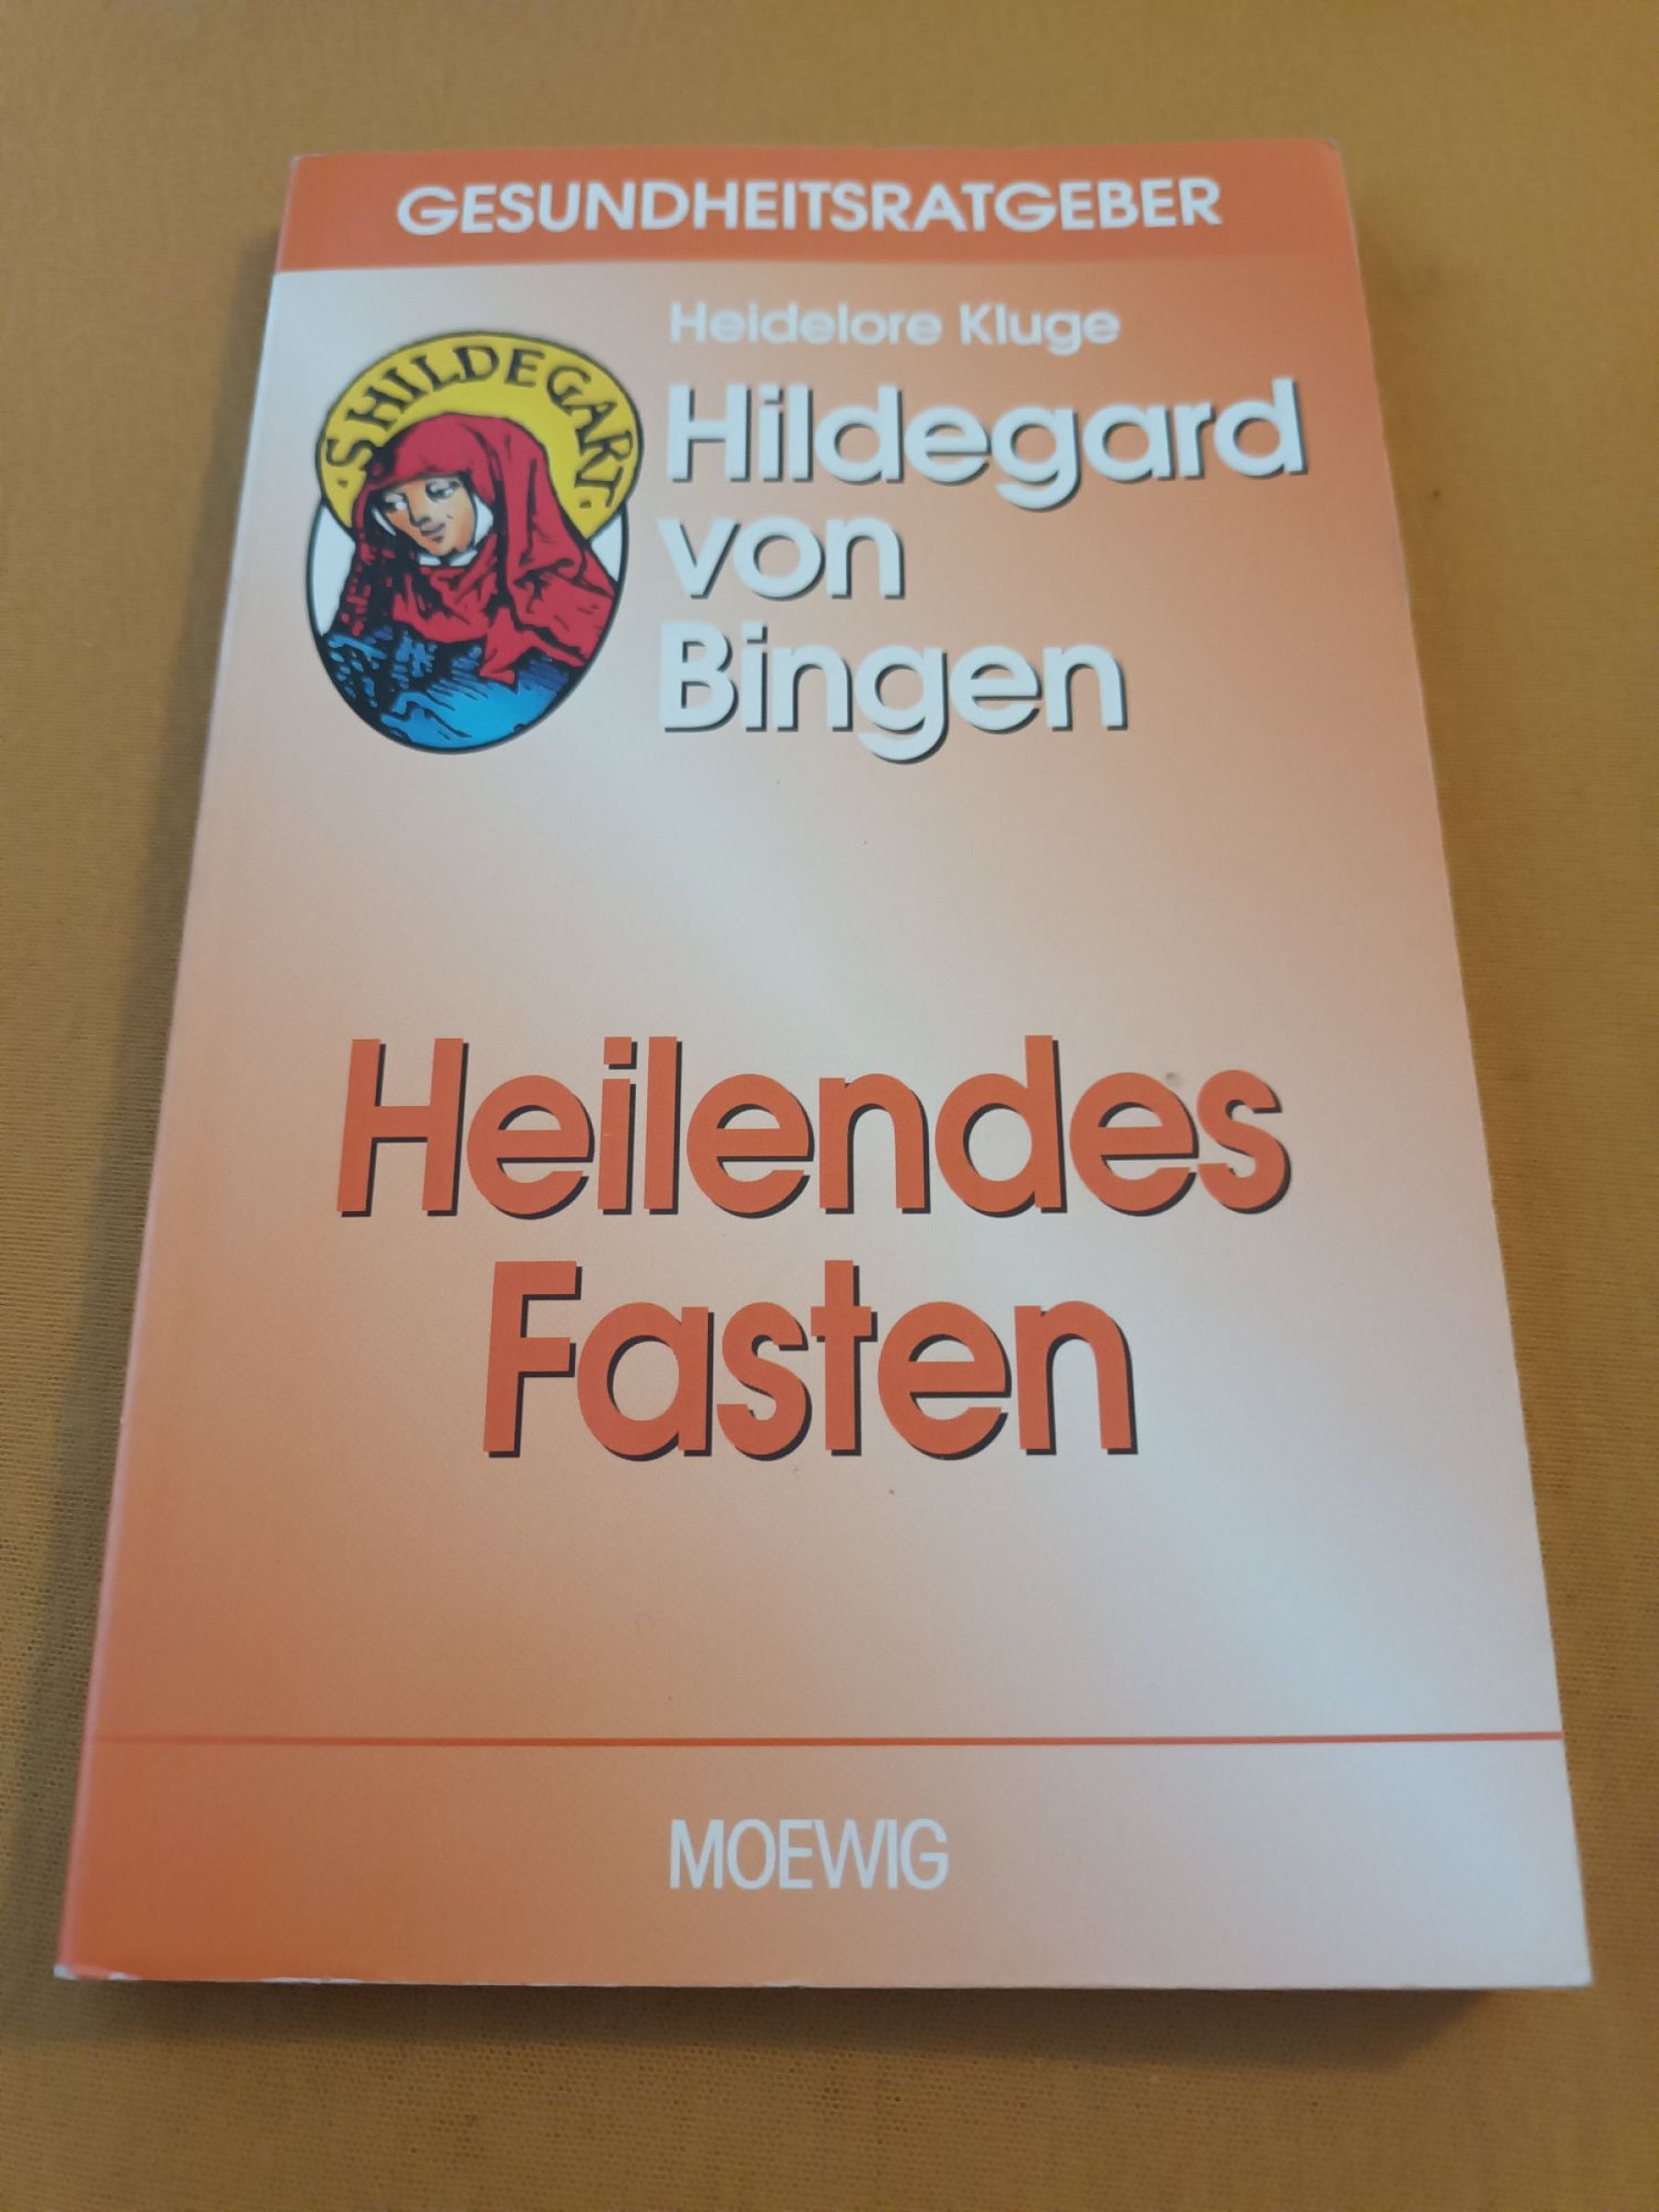 GESUNDHEITSRATGEBER
Heidelore Kluge
·S·HILDEGART·
Hildegard
von
Bingen
Heilendes
Fasten
MOEWIG